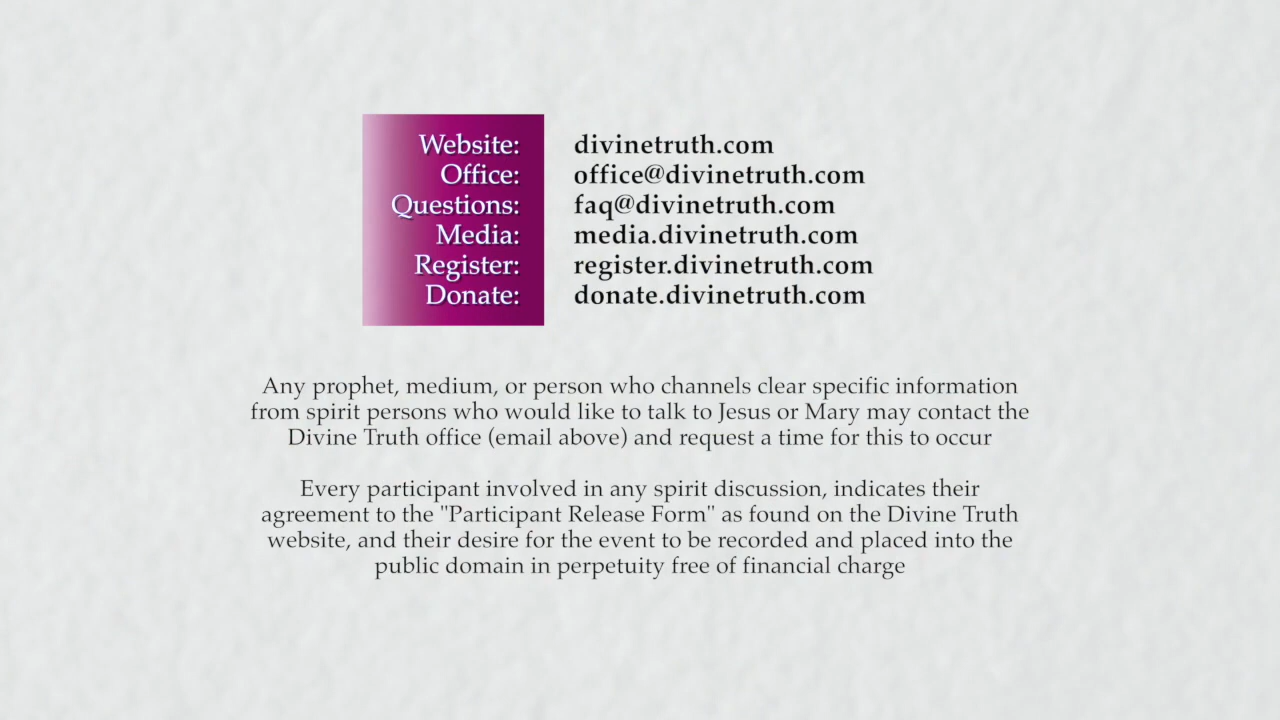 Website: divinetruth.com
Office: office@divinetruth.com
Questions: faq@divinetruth.com
Media: media.divinetruth.com
Register: register.divinetruth.com
Donate: donate.divinetruth.com
Any prophet, medium, or person who channels clear specific information
from spirit persons who would like to talk to Jesus or Mary may contact the
Divine Truth office (email above) and request a time for this to occur
Every participant involved in any spirit discussion, indicates their
agreement to the "Participant Release Form" as found on the Divine Truth
website, and their desire for the event to be recorded and placed into the
public domain in perpetuity free of financial charge